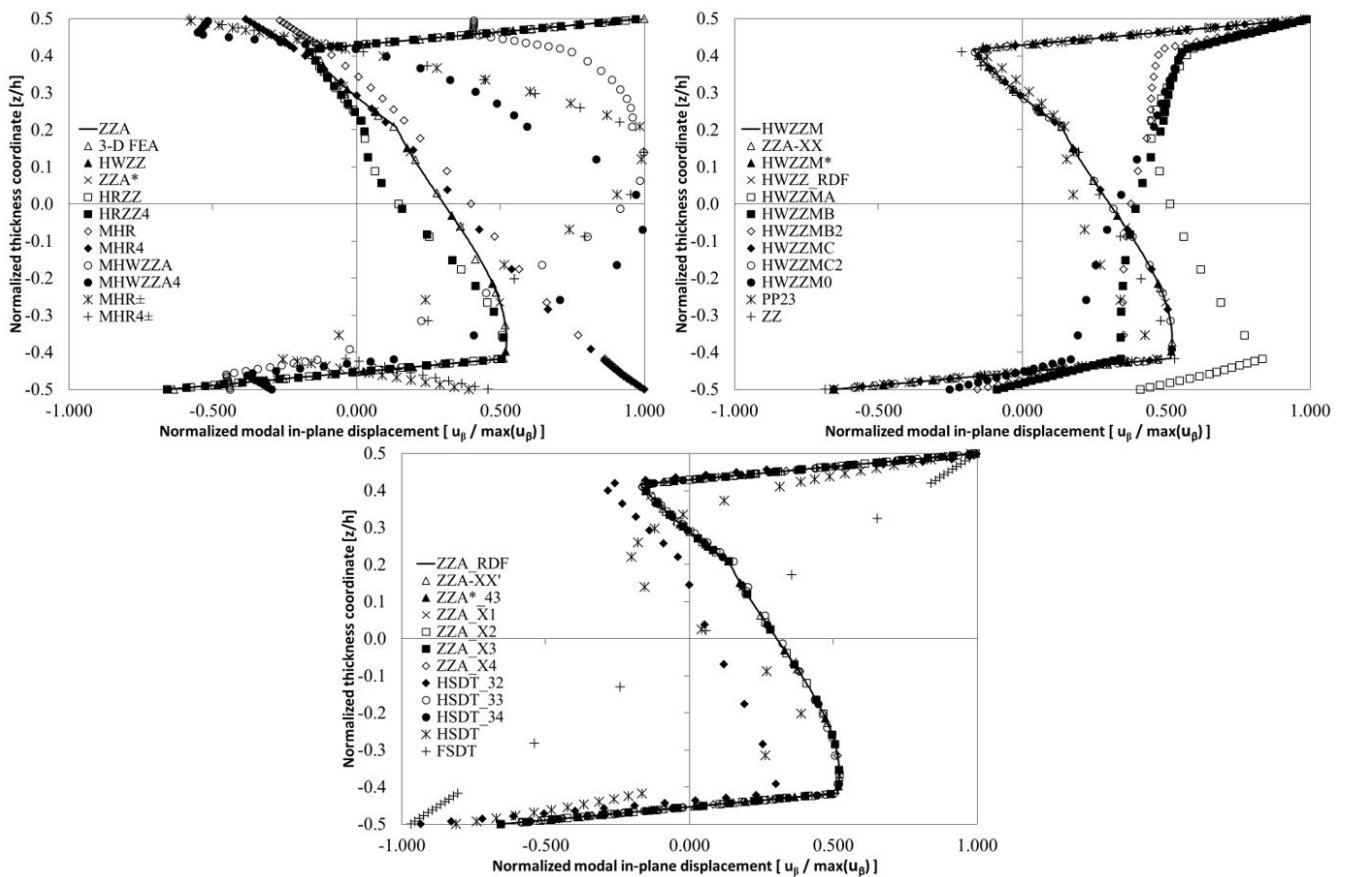 Normalized thickness coordinate [z/h]
0.5
0.4
0.3
0.2
0.1
0.0
-0.1
-0.2
-0.3
-0.4
-0.5
ZZA
3-D FEA
HWZZ
ZZA*
HRZZ
HRZZ4
MHR
MHR4
MHWZZA
MHWZZA4
MHR±
MHR4±
-1.000
-0.500
0.000
0.500
1.000
Normalized modal in-plane displacement [ uβ / max(uβ) ]
Normalized thickness coordinate [z/h]
0.5
0.4
0.3
0.2
0.1
0.0
-0.1
-0.2
-0.3
-0.4
-0.5
HWZZM
ZZA-XX
HWZZM*
HWZZ_RDF
HWZZMA
HWZZMB
HWZZMB2
HWZZMC
HWZZMC2
HWZZM0
PP23
ZZ
-1.000
-0.500
0.000
0.500
1.000
Normalized modal in-plane displacement [ uβ / max(uβ) ]
Normalized thickness coordinate [z/h]
0.5
0.4
0.3
0.2
0.1
0.0
-0.1
-0.2
-0.3
-0.4
-0.5
ZZA_RDF
ZZA-XX'
ZZA*_43
ZZA_X1
ZZA_X2
ZZA_X3
ZZA_X4
HSDT_32
HSDT_33
HSDT_34
HSDT
FSDT
-1.000
-0.500
0.000
0.500
1.000
Normalized modal in-plane displacement [ uβ / max(uβ) ]